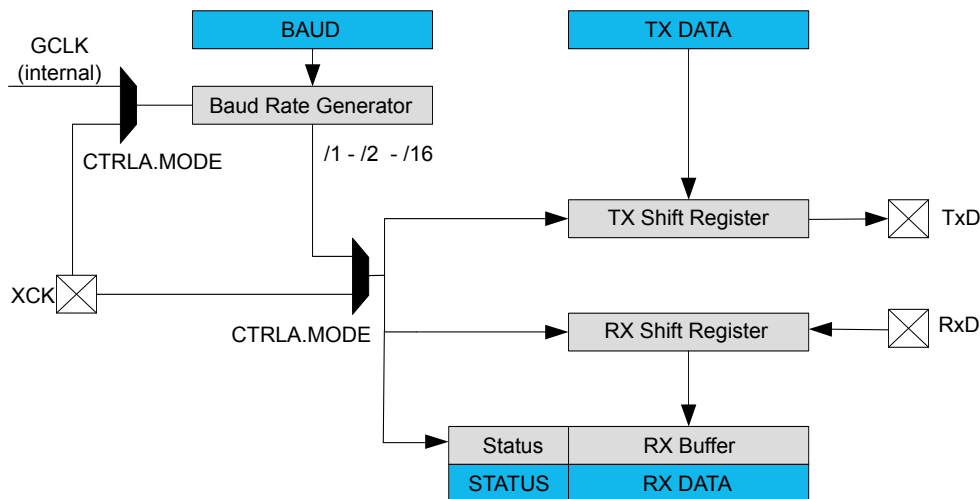 BAUD
TX DATA
GCLK
(internal)
Baud Rate Generator
/1 - /2 - /16
CTRLA.MODE
TX Shift Register
TxD
XCK
CTRLA.MODE
RX Shift Register
RxD
Status
RX Buffer
STATUS
RX DATA